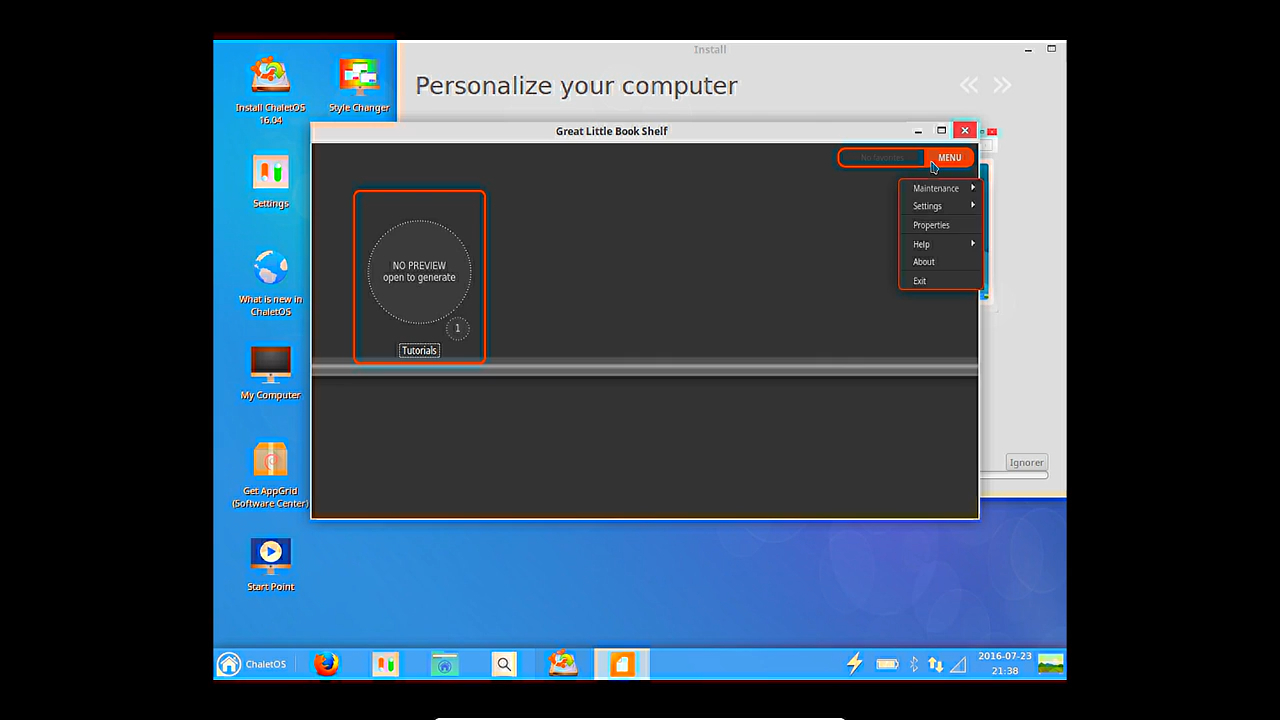 Install
Personalize your computer
Install ChaletOS
16.04
Style Changer
Great Little Book Shelf
No favorites
MENU
Maintenance
Settings
Properties
Help
About
Exit
NO PREVIEW
open to generate
1
Tutorials
Settings
What is new in
ChaletOS
My Computer
Get AppGrid
(Software Center)
Start Point
Ignorer
ChaletOS
2016-07-23
21:38